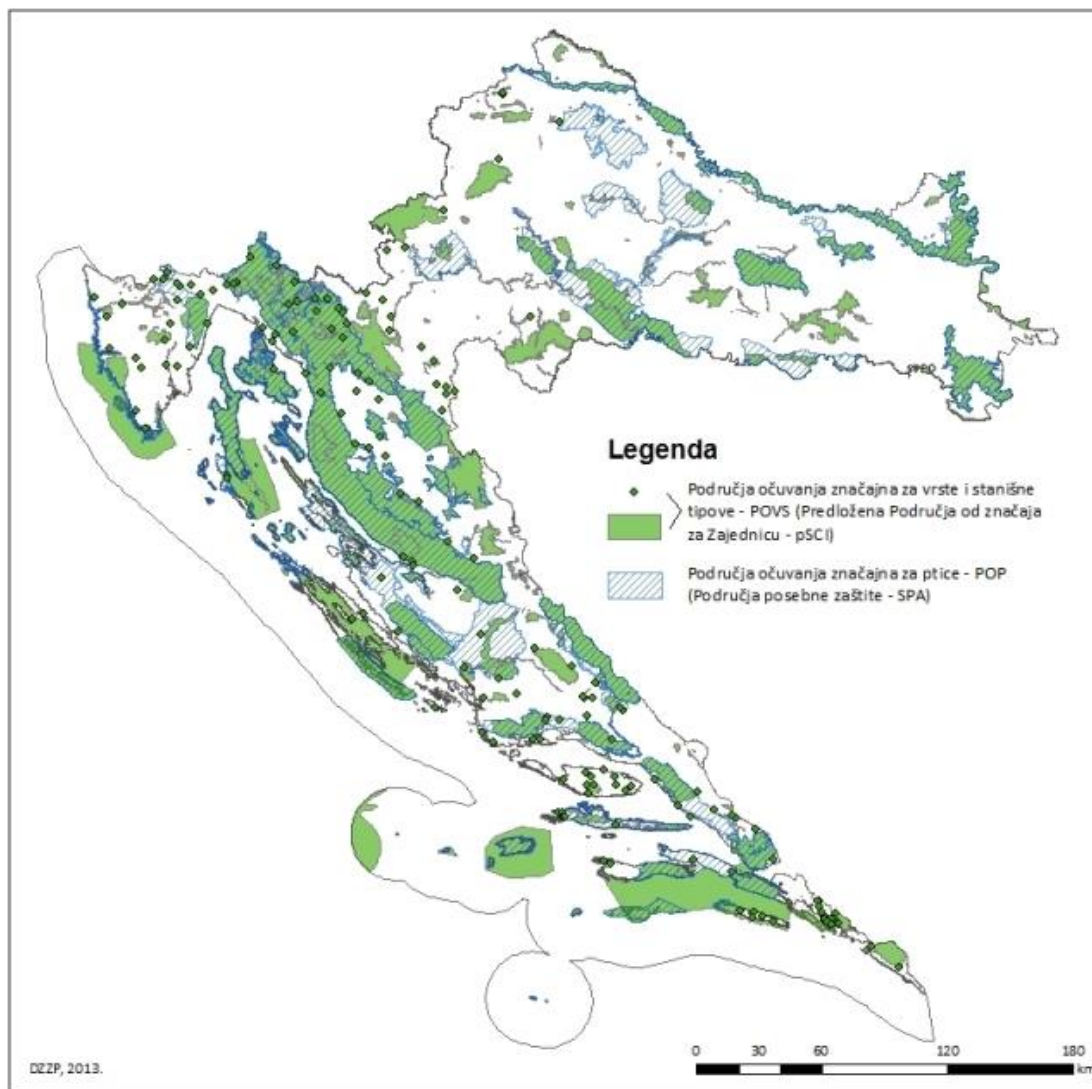 Legenda
Područja očuvanja značajna za vrste i stanišne
tipove - POVS (Predložena Područja od značaja
za Zajednicu - pSCI)
Područja očuvanja značajna za ptice - POP
(Područja posebne zaštite - SPA)
DZZP, 2013.
0 30 60 120 180
km